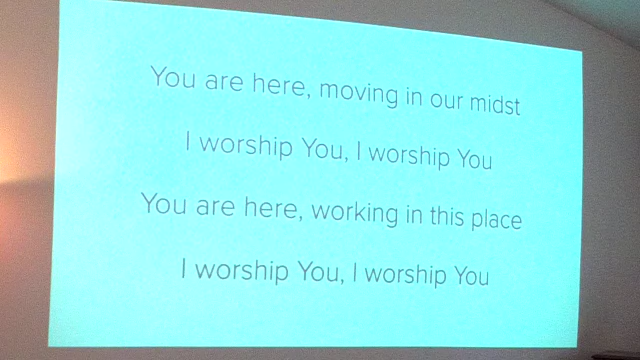 You are here, moving in our midst
I worship You, I worship You
You are here, working in this place
I worship You, I worship You